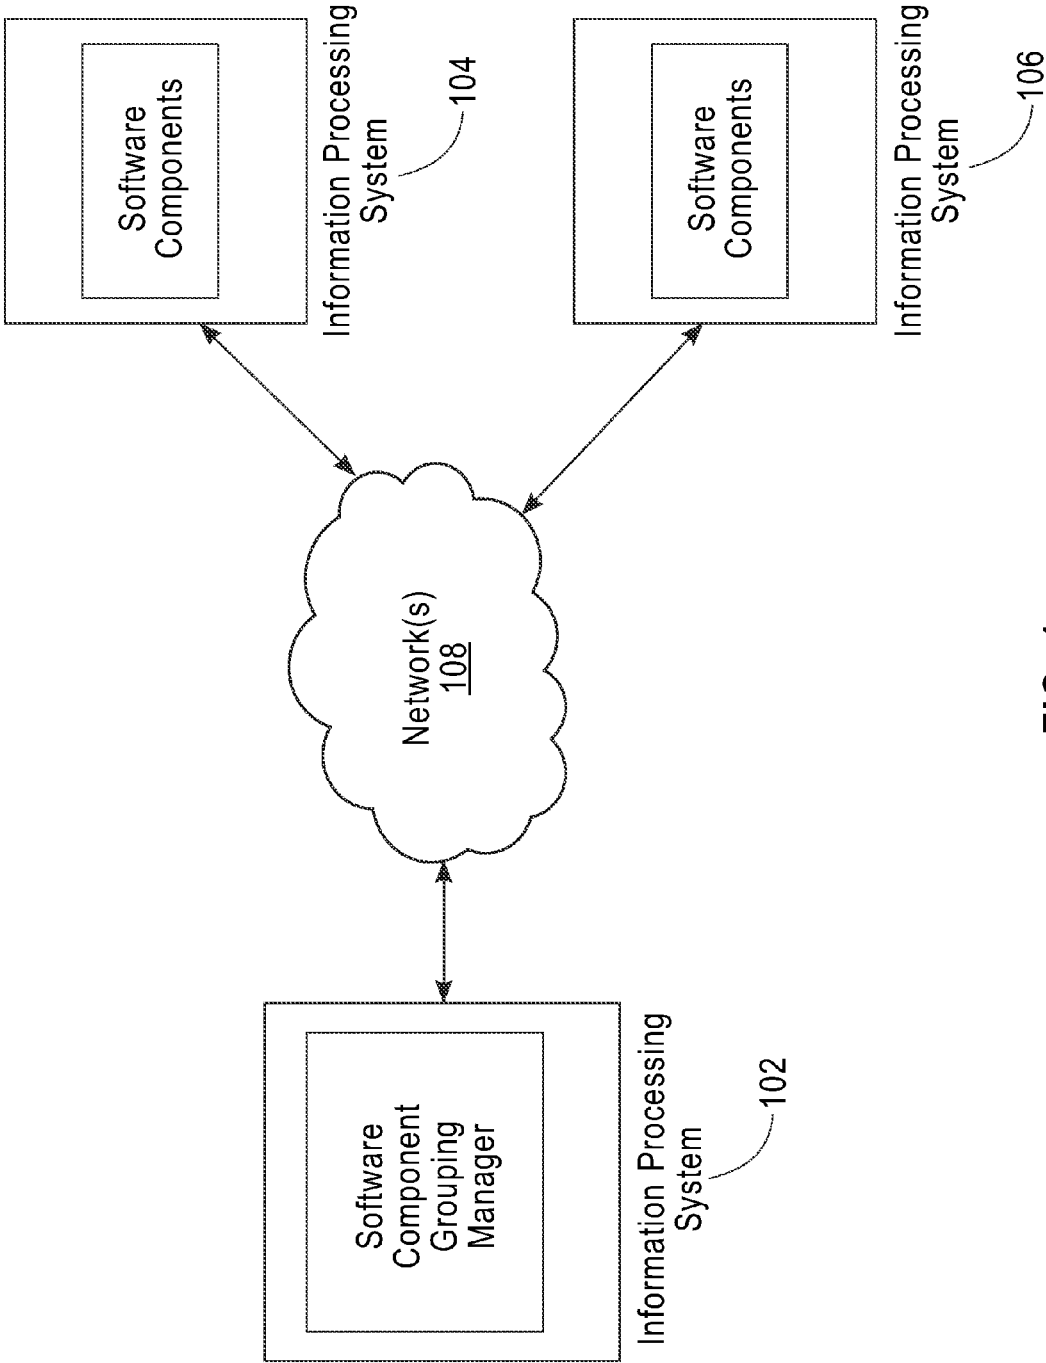 Software
Component
Grouping
Manager
Information Processing
System
102
Network(s)
108
Software
Components
Information Processing
System
104
Software
Components
Information Processing
System
106